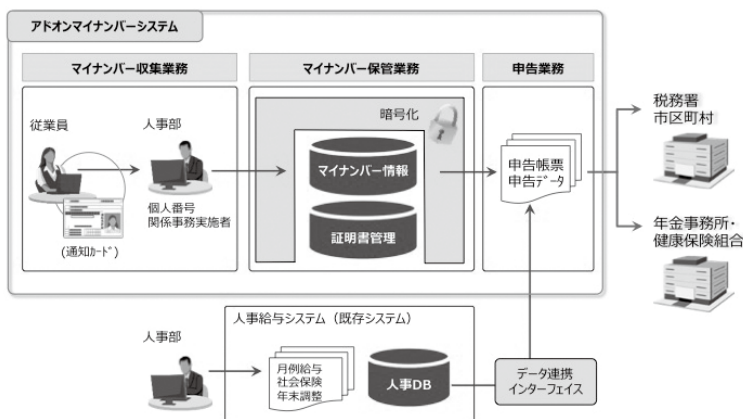 アドオンマイナンバーシステム
マイナンバー収集業務
マイナンバー保管業務
申告業務
従業員
人事部
(通知カード)
個人番号
関係事務実施者
暗号化
マイナンバー情報
証明書管理
申告帳票
申告データ
税務署
市区町村
年金事務所・
健康保険組合
人事部
人事給与システム（既存システム）
月例給与
社会保険
年末調整
人事DB
データ連携
インターフェイス